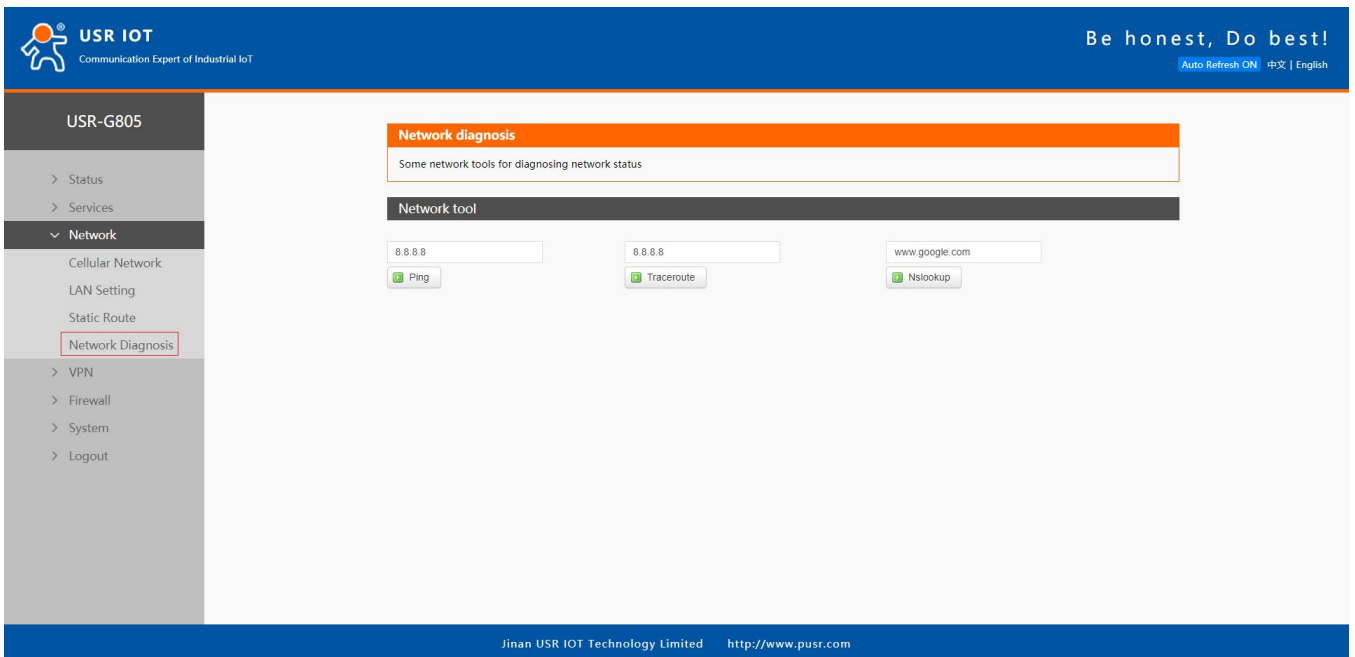 USR IOT
Communication Expert of Industrial IoT
®
Be honest, Do best!
Auto Refresh ON 中文 | English
USR-G805
Status
Services
Network
Cellular Network
LAN Setting
Static Route
Network Diagnosis
VPN
Firewall
System
Logout
Network diagnosis
Some network tools for diagnosing network status
Network tool
8.8.8.8 8.8.8.8 www.google.com
Ping Traceroute Nslookup
Jinan USR IOT Technology Limited http://www.pusr.com